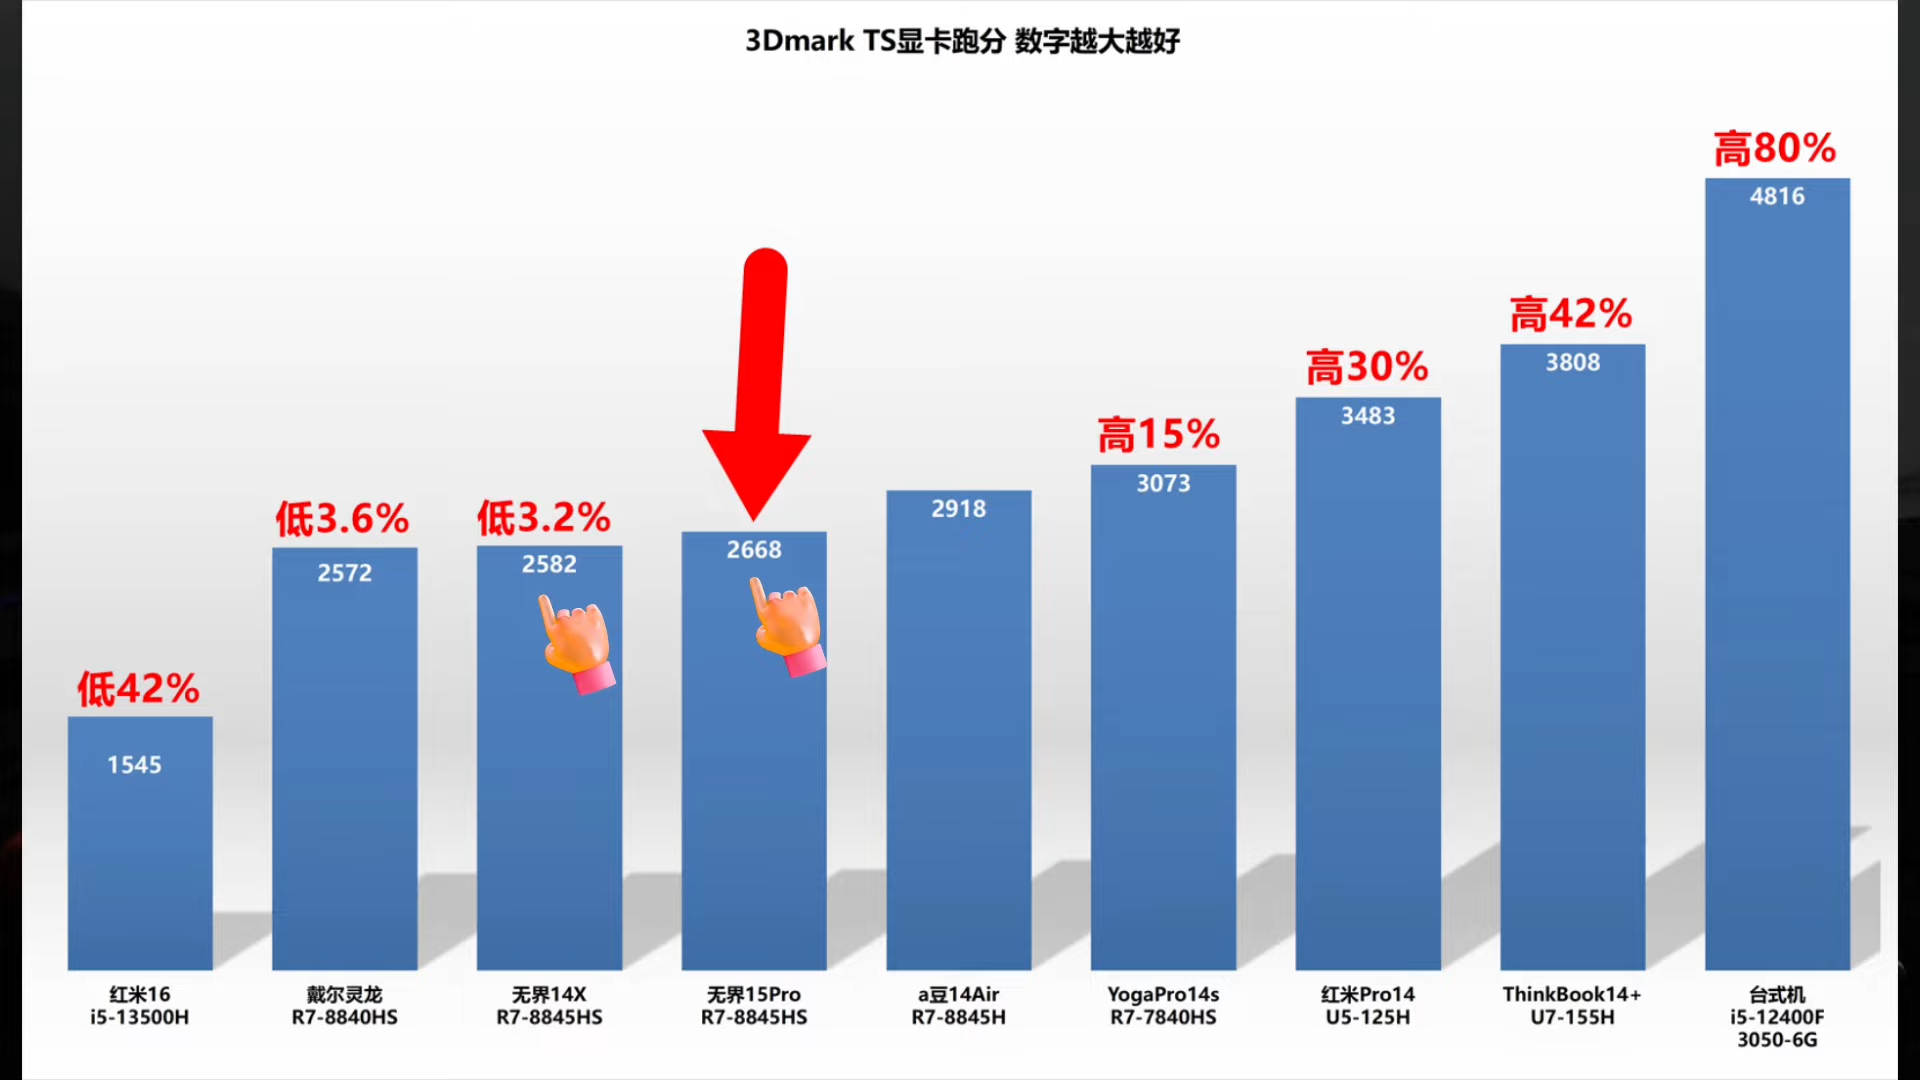 3Dmark TS显卡跑分 数字越大越好
高80%
4816
高42%
3808
高30%
3483
高15%
3073
2918
2668
低3.2%
2582
低3.6%
2572
低42%
1545
红米16
i5-13500H
戴尔灵龙
R7-8840HS
无界14X
R7-8845HS
无界15Pro
R7-8845HS
a豆14Air
R7-8845H
YogaPro14s
R7-7840HS
红米Pro14
U5-125H
ThinkBook14+
U7-155H
台式机
i5-12400F
3050-6G